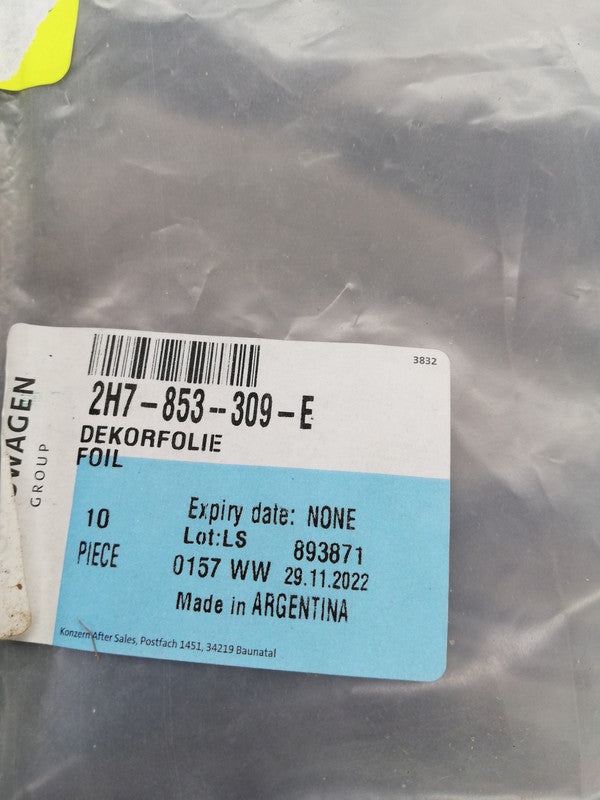 3832
2H7-853--309-E
DEKORFOLIE
FOIL
GROUP
10
PIECE
Expiry date: NONE
Lot:LS 893871
0157 WW 29.11.2022
Made in ARGENTINA
Konzern After Sales, Postfach 1451, 34219 Baunatal